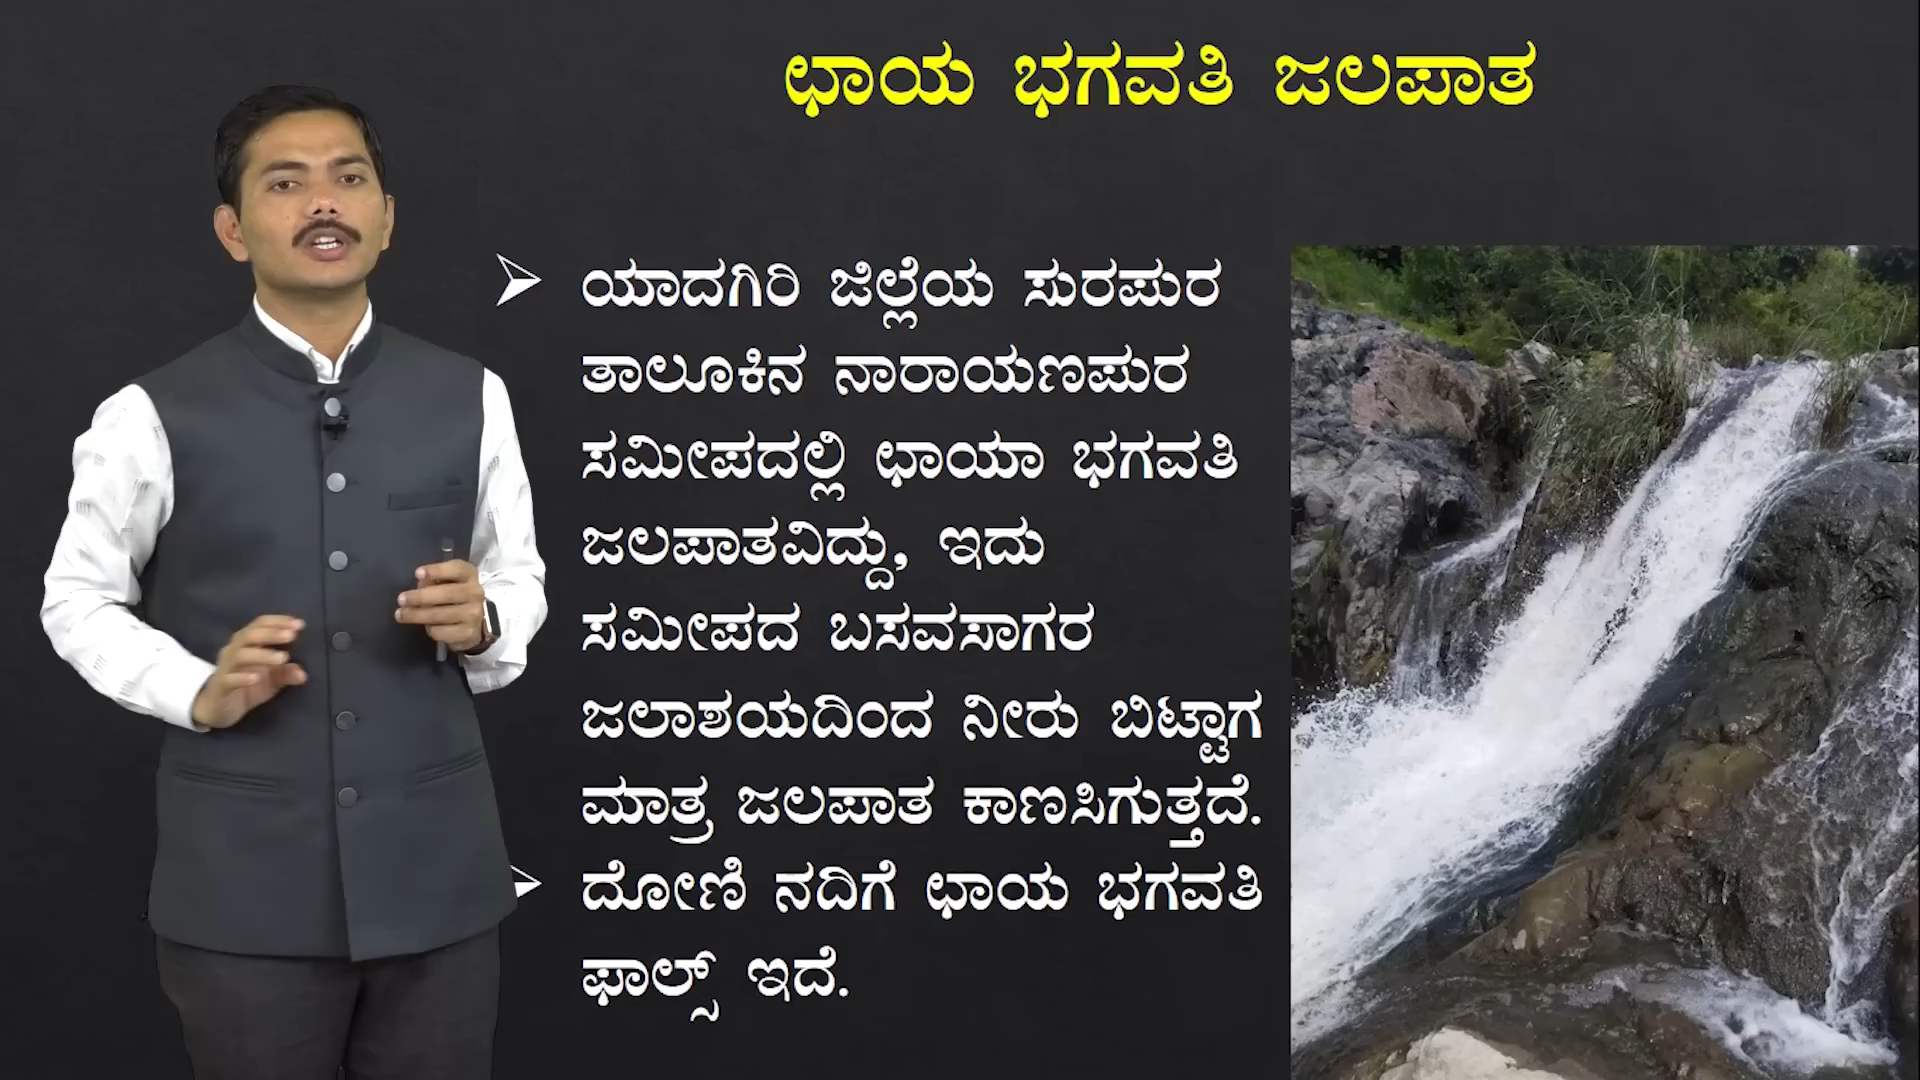 ಛಾಯ ಭಗವತಿ ಜಲಪಾತ
ಯಾದಗಿರಿ ಜಿಲ್ಲೆಯ ಸುರಪುರ
ತಾಲೂಕಿನ ನಾರಾಯಣಪುರ
ಸಮೀಪದಲ್ಲಿ ಛಾಯಾ ಭಗವತಿ
ಜಲಪಾತವಿದ್ದು, ಇದು
ಸಮೀಪದ ಬಸವಸಾಗರ
ಜಲಾಶಯದಿಂದ ನೀರು ಬಿಟ್ಟಾಗ
ಮಾತ್ರ ಜಲಪಾತ ಕಾಣಸಿಗುತ್ತದೆ.
ದೋಣಿ ನದಿಗೆ ಛಾಯ ಭಗವತಿ
ಫಾಲ್ಸ್ ಇದೆ.